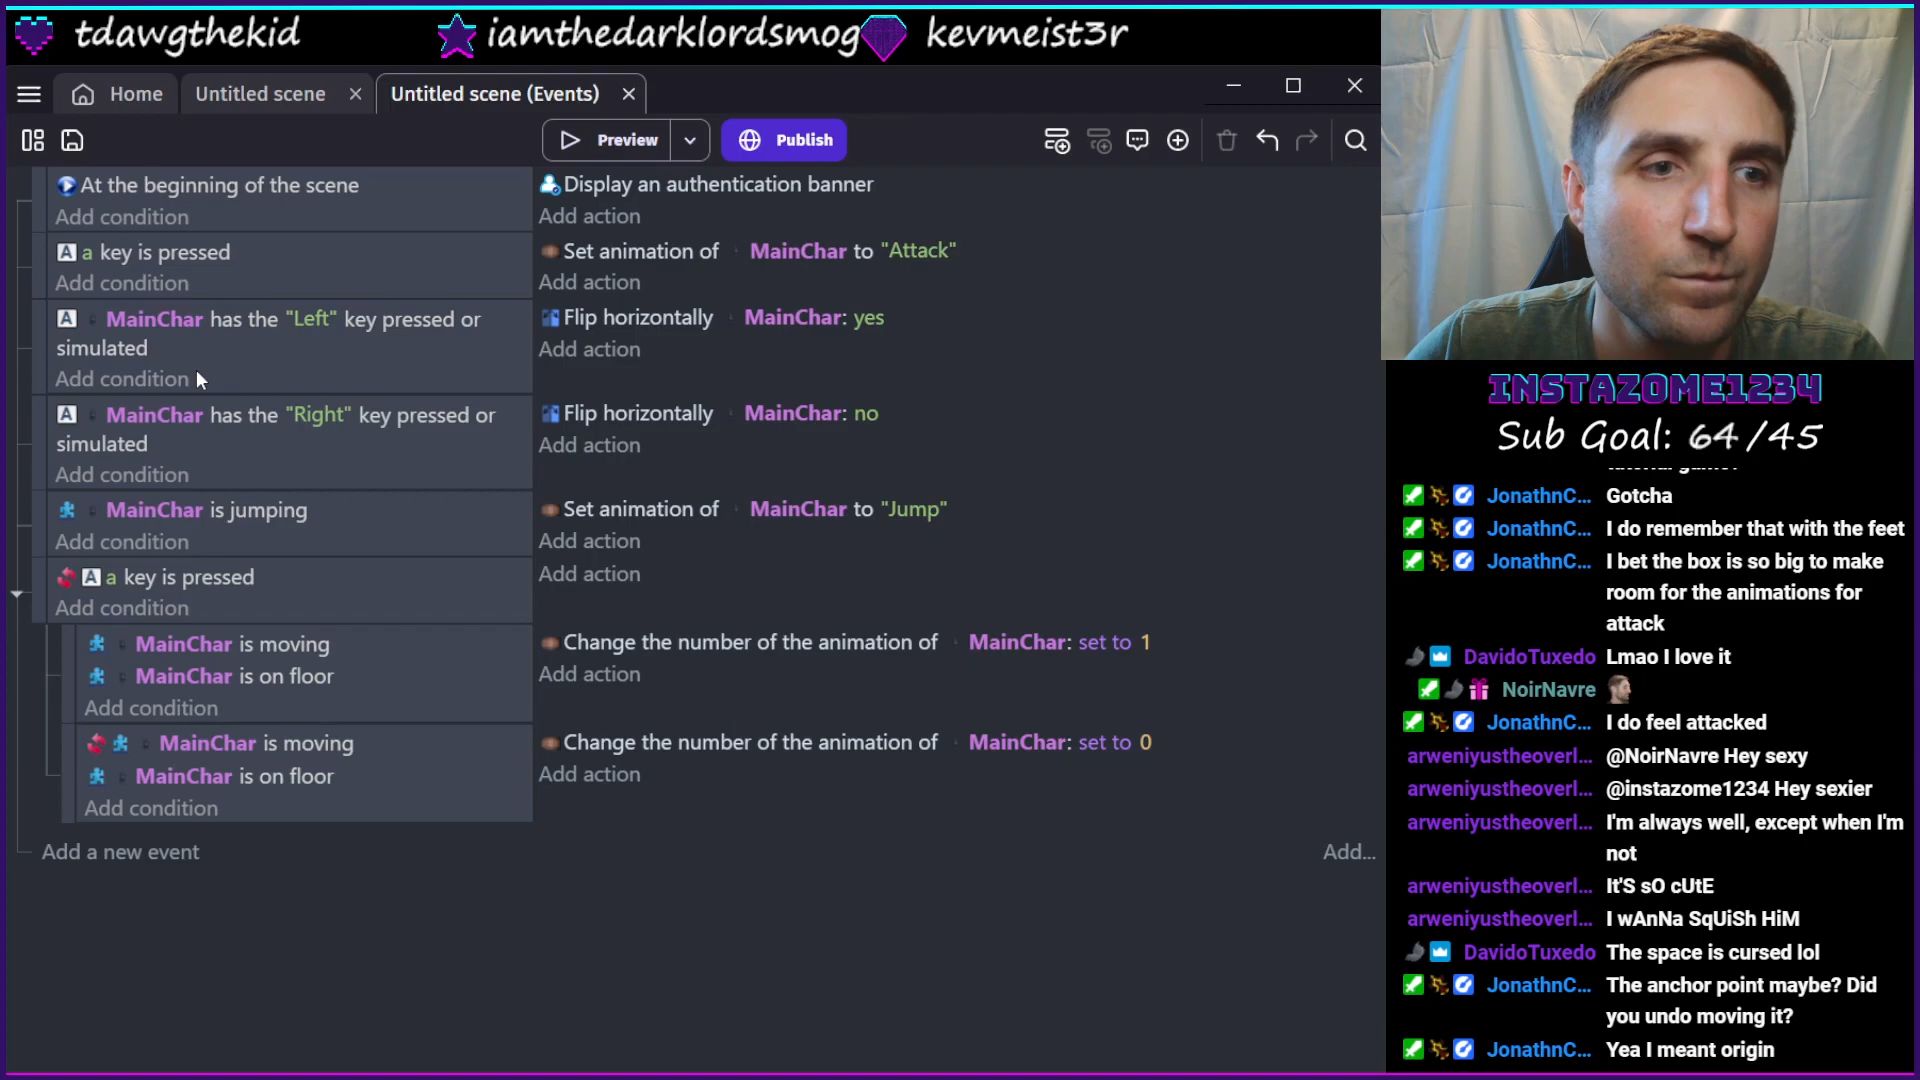 tdawgthekid
iamthedarklordsmog
kevmeist3r
Home
Untitled scene
Untitled scene (Events)
Preview
Publish
At the beginning of the scene
Add condition
Display an authentication banner
Add action
A a key is pressed
Add condition
Set animation of MainChar to "Attack"
Add action
A MainChar has the "Left" key pressed or
simulated
Add condition
Flip horizontally MainChar: yes
Add action
A MainChar has the "Right" key pressed or
simulated
Add condition
Flip horizontally MainChar: no
Add action
MainChar is jumping
Add condition
Set animation of MainChar to "Jump"
Add action
A a key is pressed
Add condition
Add action
MainChar is moving
MainChar is on floor
Add condition
Change the number of the animation of MainChar: set to 1
Add action
MainChar is moving
MainChar is on floor
Add condition
Change the number of the animation of MainChar: set to 0
Add action
Add a new event
Add...
INSTAZOME1234
Sub Goal: 64/45
JonathnC... Gotcha
JonathnC... I do remember that with the feet
JonathnC... I bet the box is so big to make
room for the animations for
attack
DavidoTuxedo Lmao I love it
NoirNavre
JonathnC... I do feel attacked
arweniyustheoverl... @NoirNavre Hey sexy
arweniyustheoverl... @instazome1234 Hey sexier
arweniyustheoverl... I'm always well, except when I'm
not
arweniyustheoverl... It'S sO cUtE
arweniyustheoverl... I wAnNa SqUiSh HiM
DavidoTuxedo The space is cursed lol
JonathnC... The anchor point maybe? Did
you undo moving it?
JonathnC... Yea I meant origin